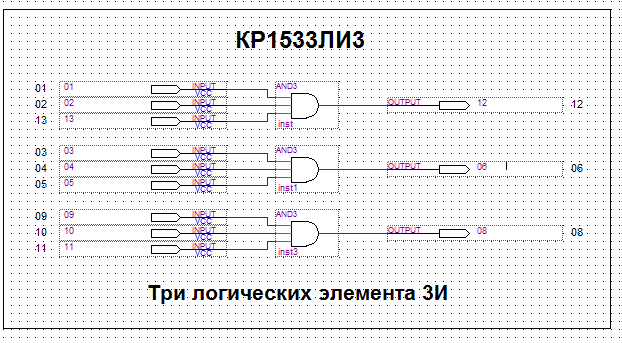 КР1533ЛИ3
01 01 INPUT VCC AND3
02 02 INPUT VCC OUTPUT 12 12
13 13 INPUT VCC inst
03 03 INPUT VCC AND3
04 04 INPUT VCC OUTPUT 06 06
05 05 INPUT VCC inst1
09 09 INPUT VCC AND3
10 10 INPUT VCC OUTPUT 08 08
11 11 INPUT VCC inst3
Три логических элемента 3И